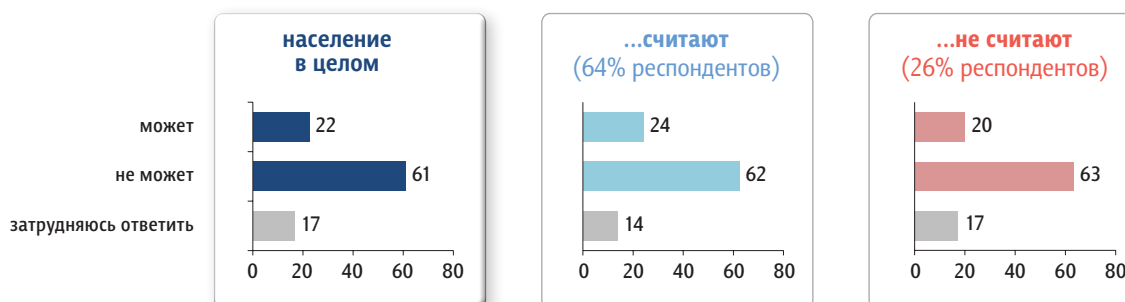 население
в целом
...считают
(64% респондентов)
...не считают
(26% респондентов)
может
22
24
20
не может
61
62
63
затрудняюсь ответить
17
14
17
0 20 40 60 80
0 20 40 60 80
0 20 40 60 80